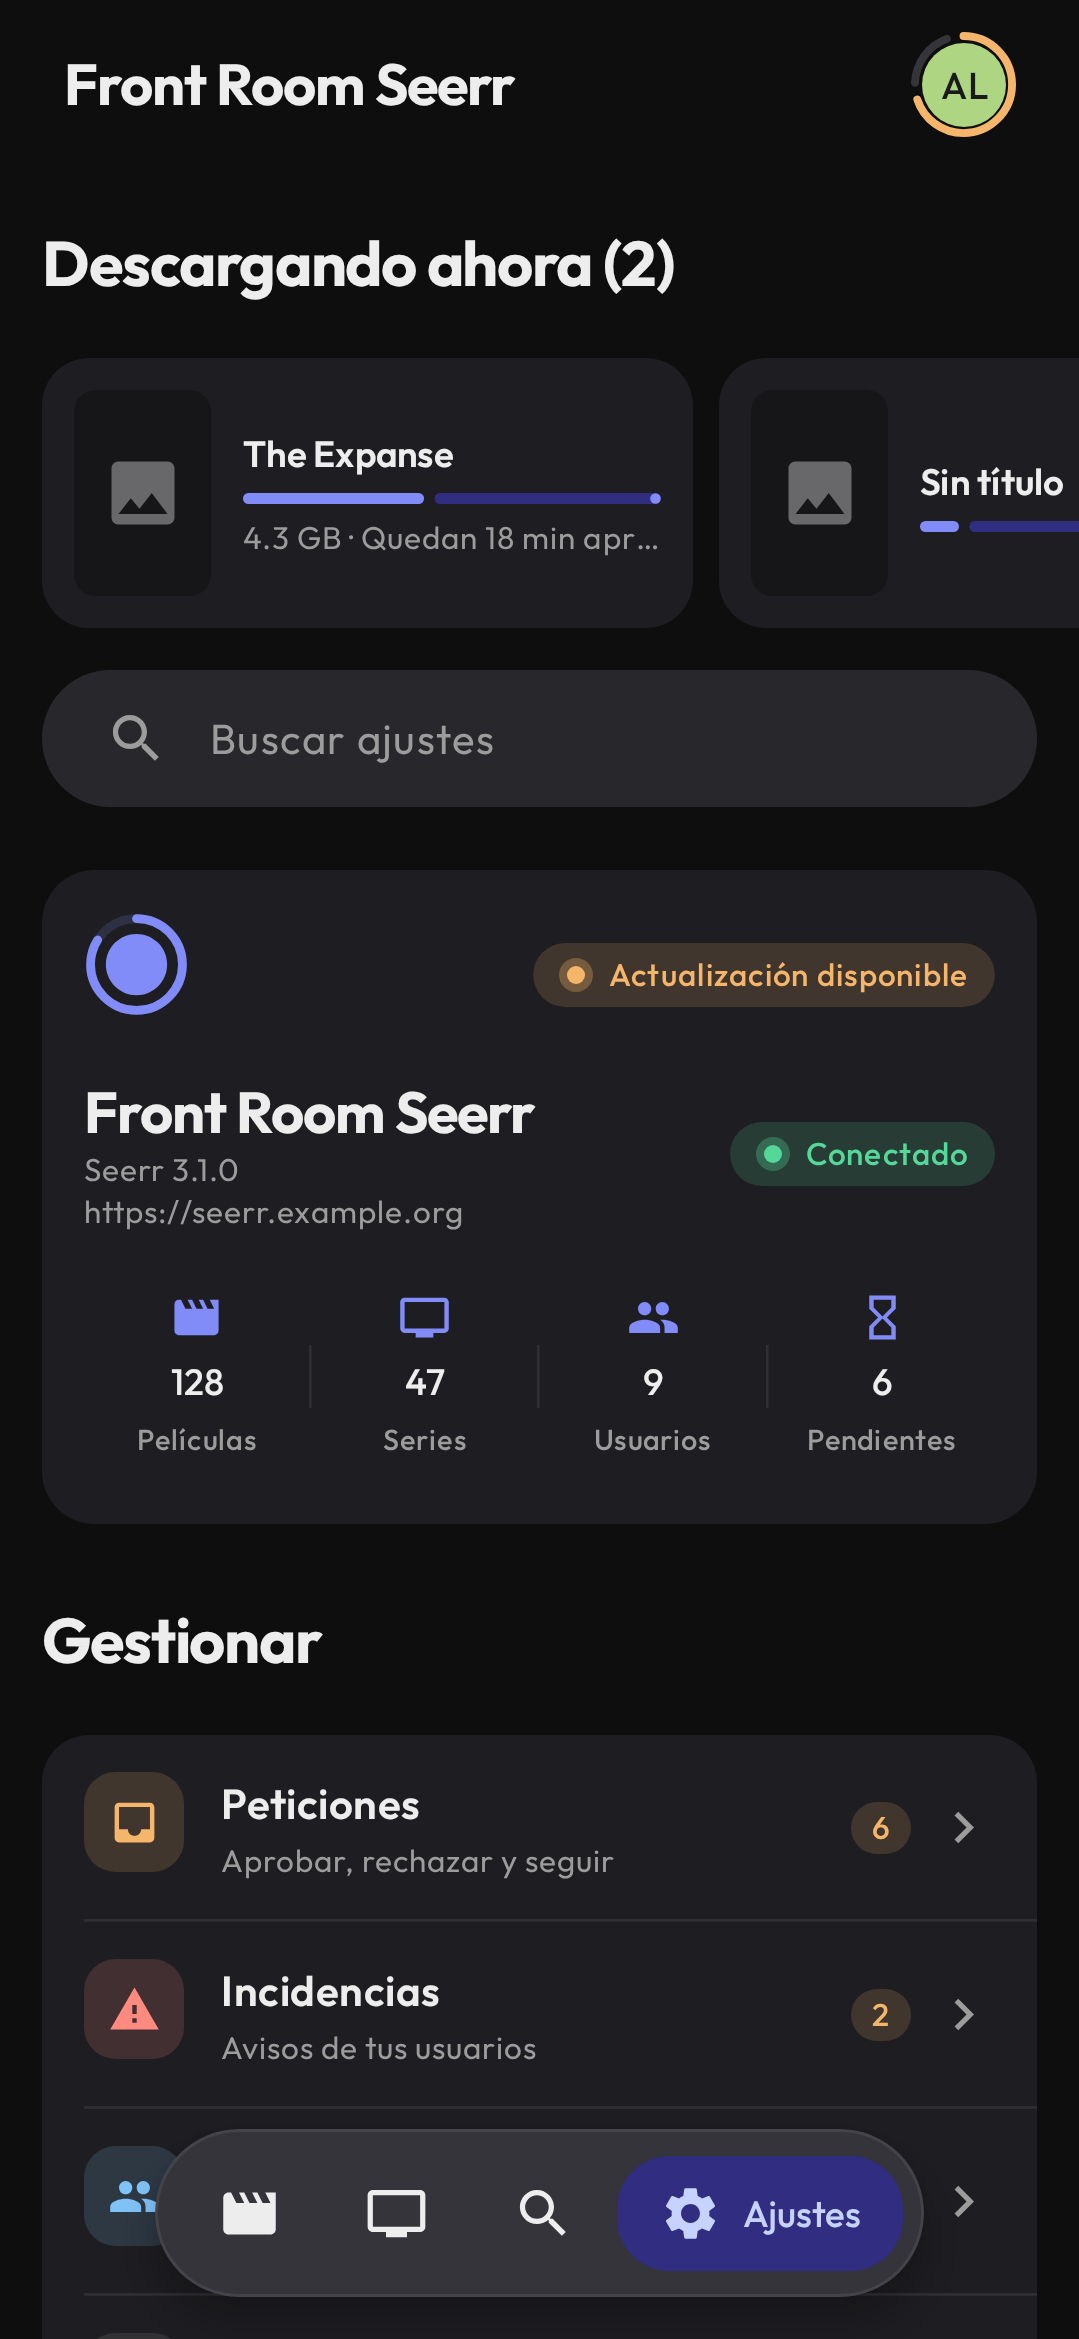 Front Room Seerr
AL
Descargando ahora (2)
The Expanse
4.3 GB · Quedan 18 min apr…
Sin título
Buscar ajustes
Actualización disponible
Front Room Seerr
Conectado
Seerr 3.1.0
https://seerr.example.org
128
47
9
6
Películas
Series
Usuarios
Pendientes
Gestionar
Peticiones
Aprobar, rechazar y seguir
6
Incidencias
Avisos de tus usuarios
2
Ajustes